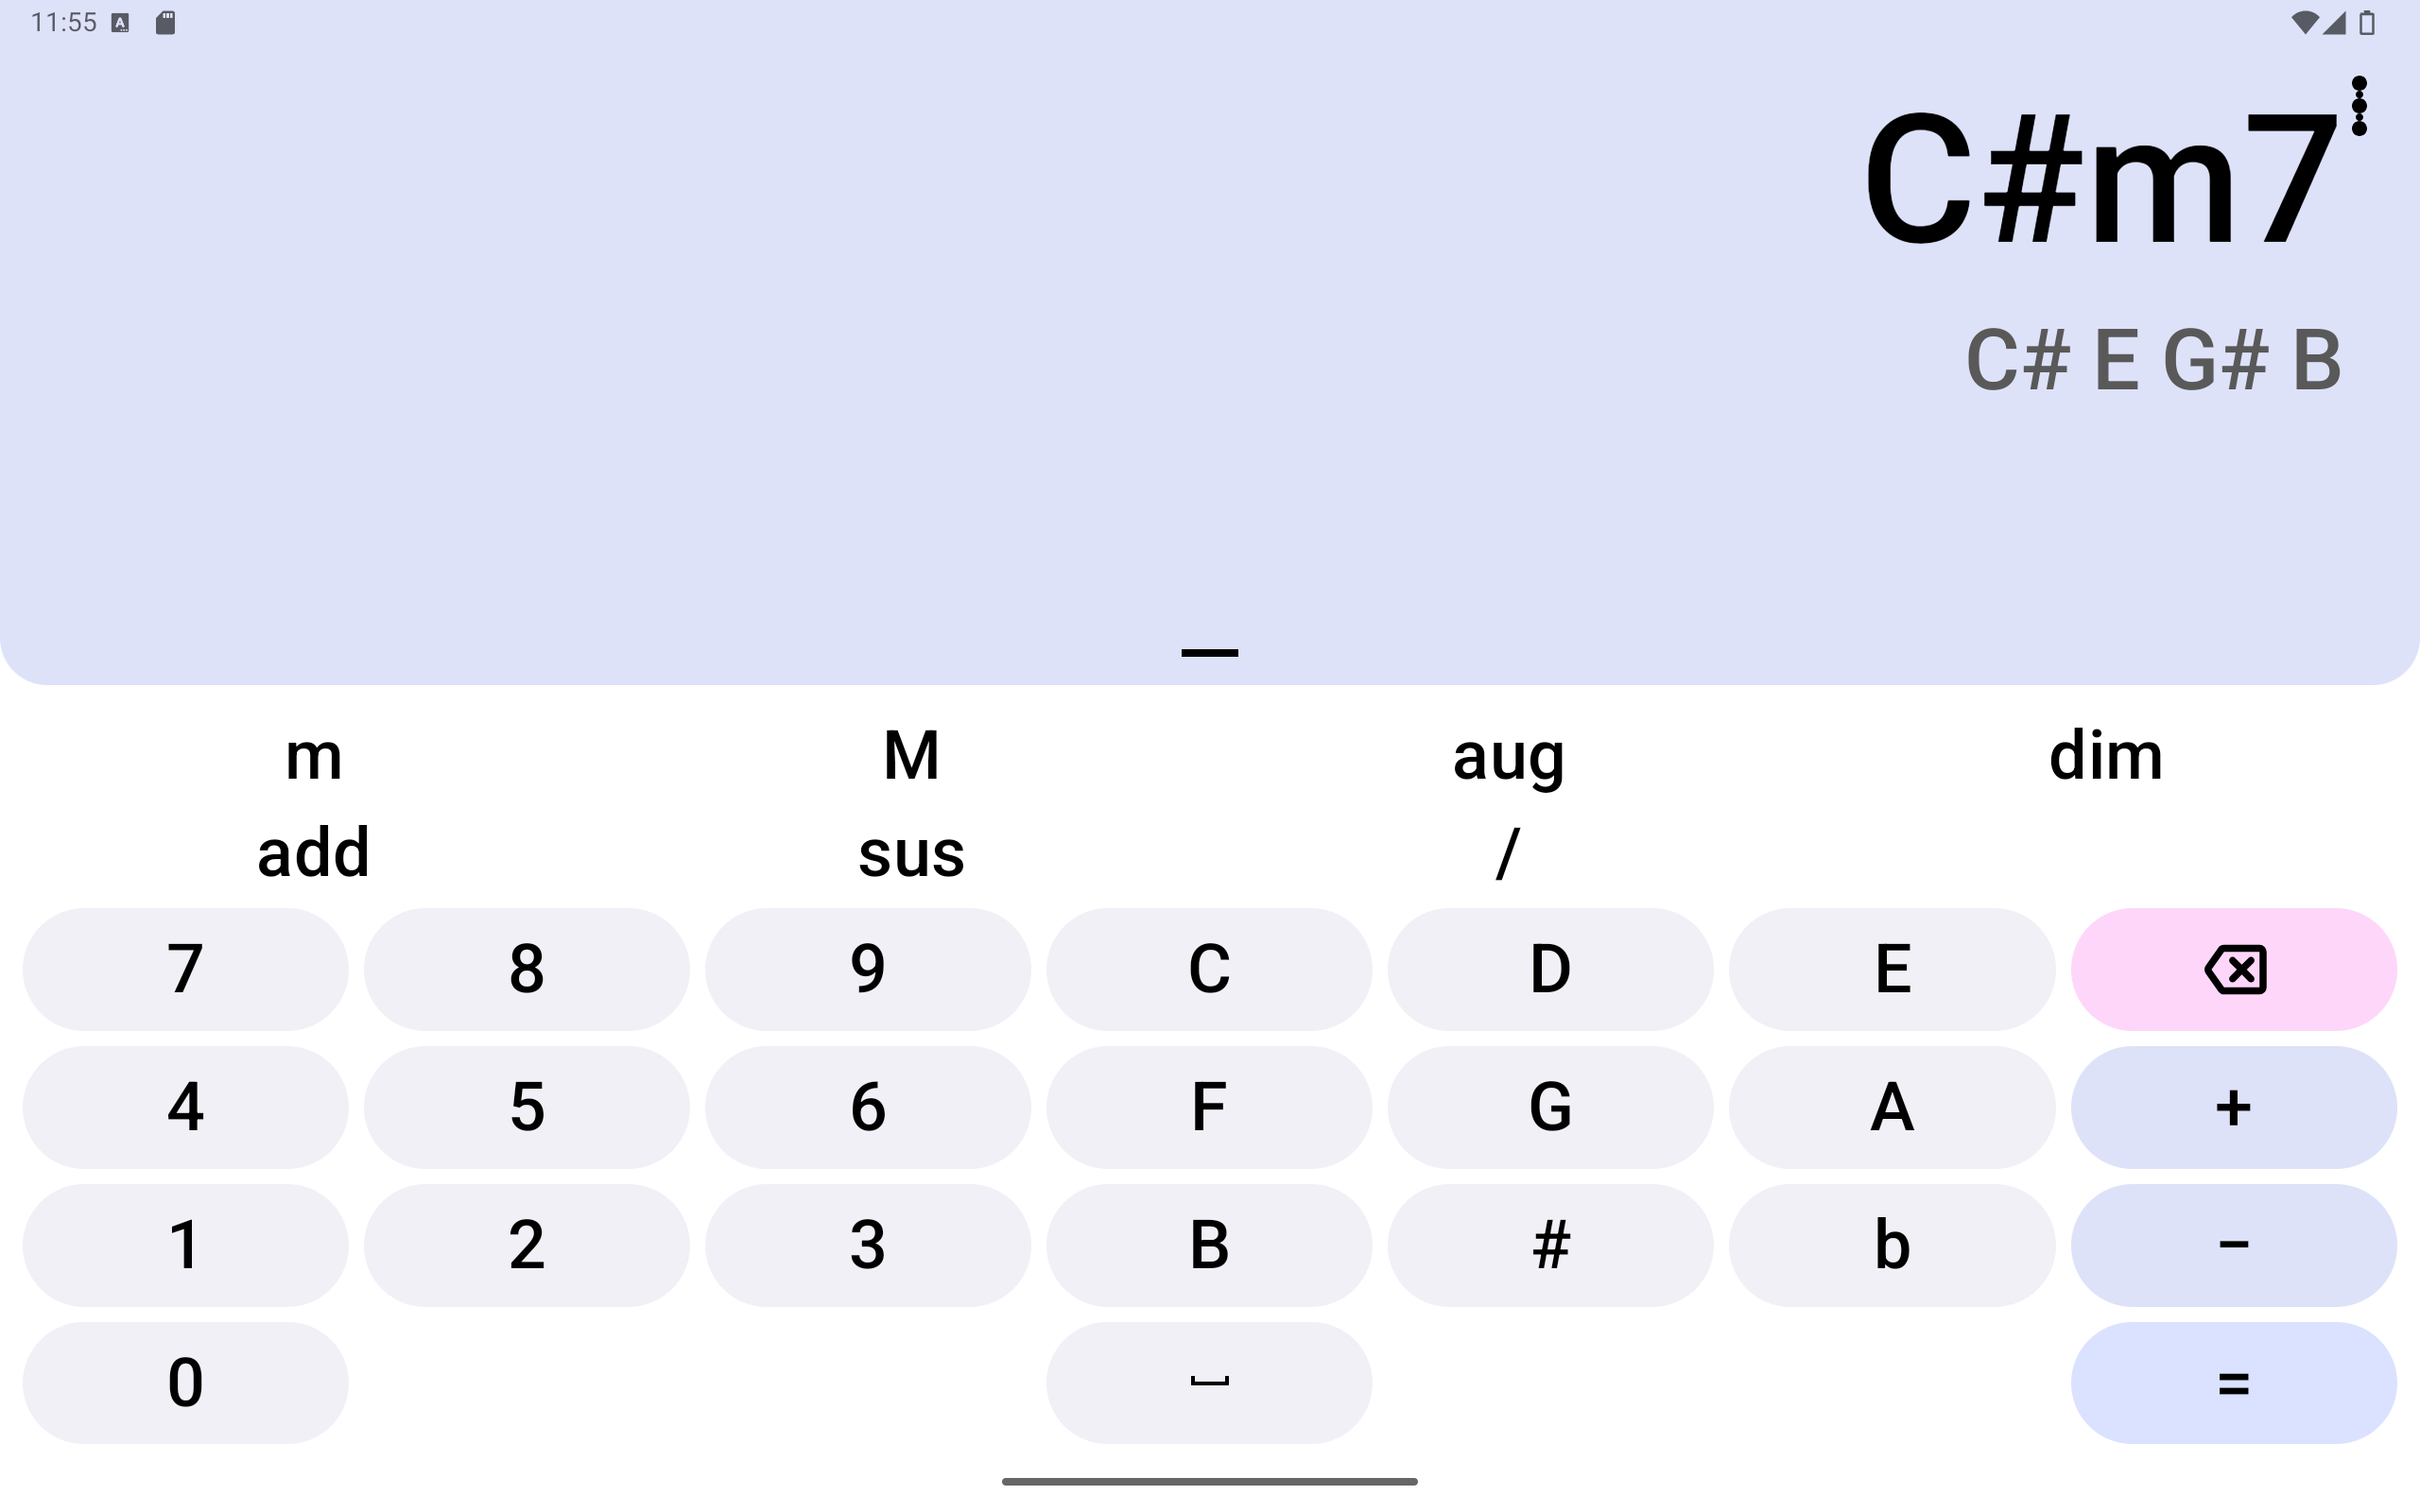 11:55
C#m7
C# E G# B
m M aug dim
add sus /
7 8 9 C D E
4 5 6 F G A +
1 2 3 B # b −
0 =